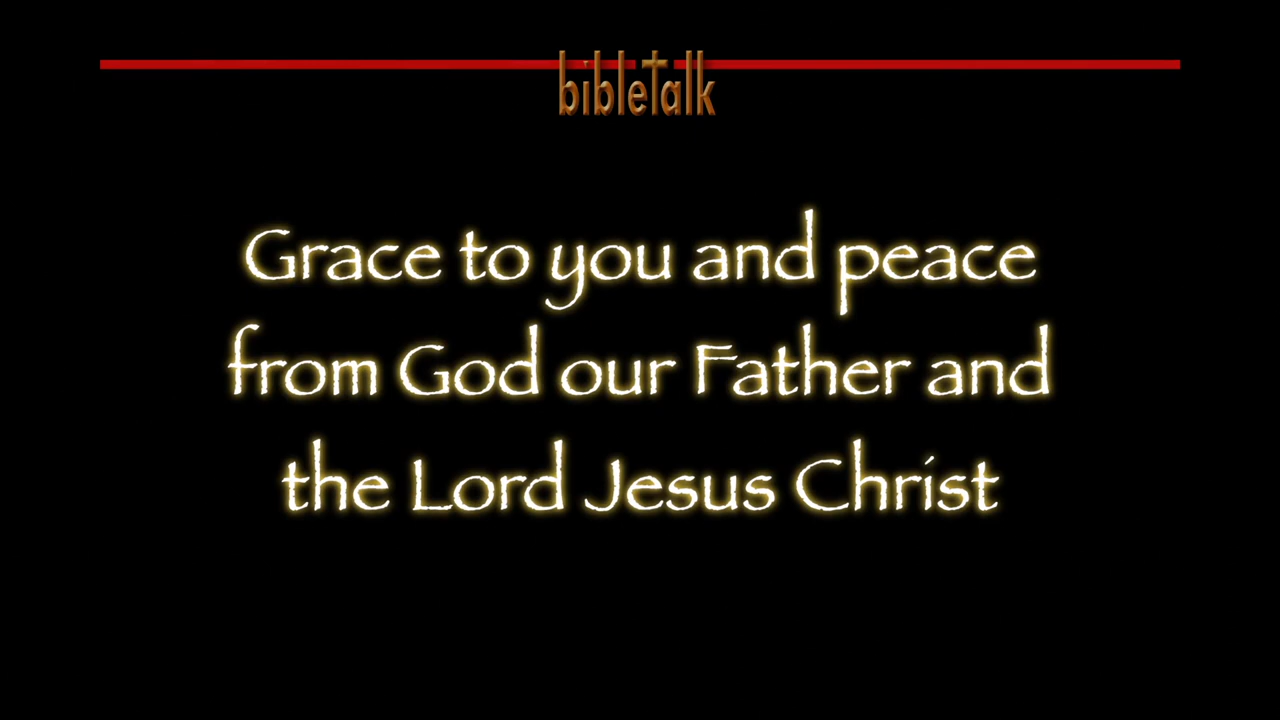 bibleTalk
Grace to you and peace
from God our Father and
the Lord Jesus Christ